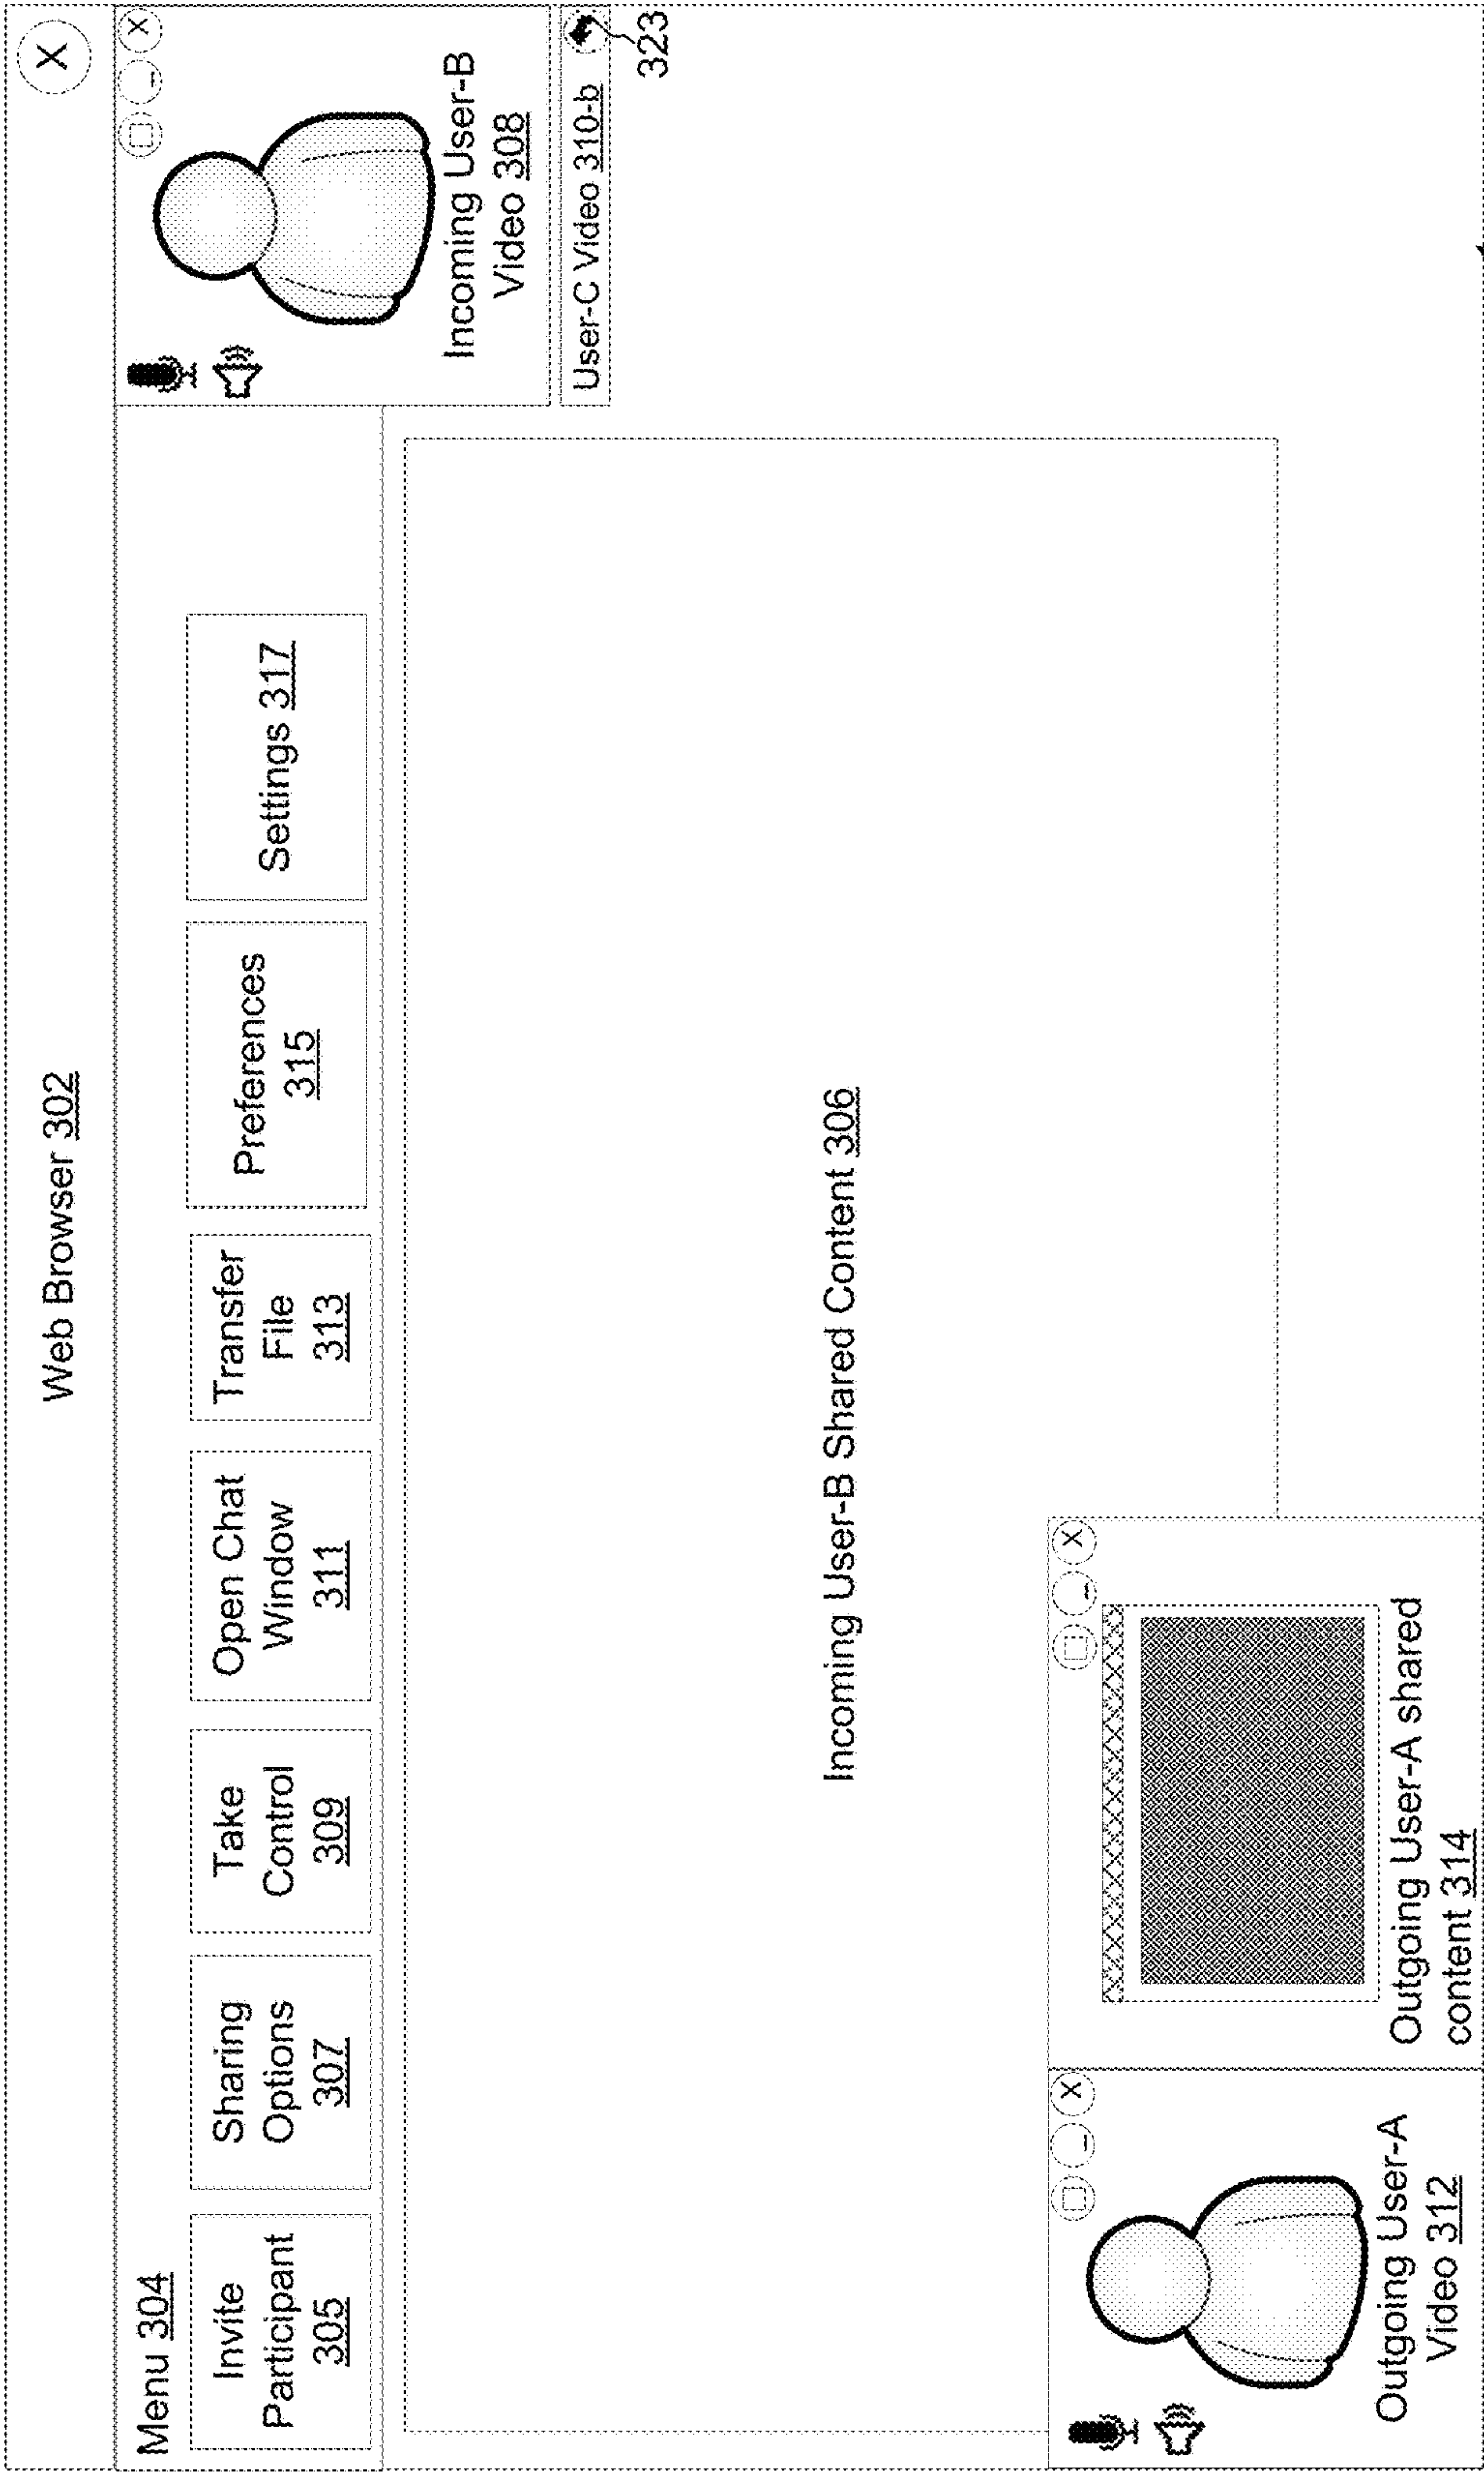 Web Browser 302
X
Menu 304
Invite
Participant
305
Sharing
Options
307
Take
Control
309
Open Chat
Window
311
Transfer
File
313
Preferences
315
Settings 317
X
Incoming User-B
Video 308
User-C Video 310-b
323
Incoming User-B Shared Content 306
X
Outgoing User-A
Video 312
X
Outgoing User-A shared
content 314